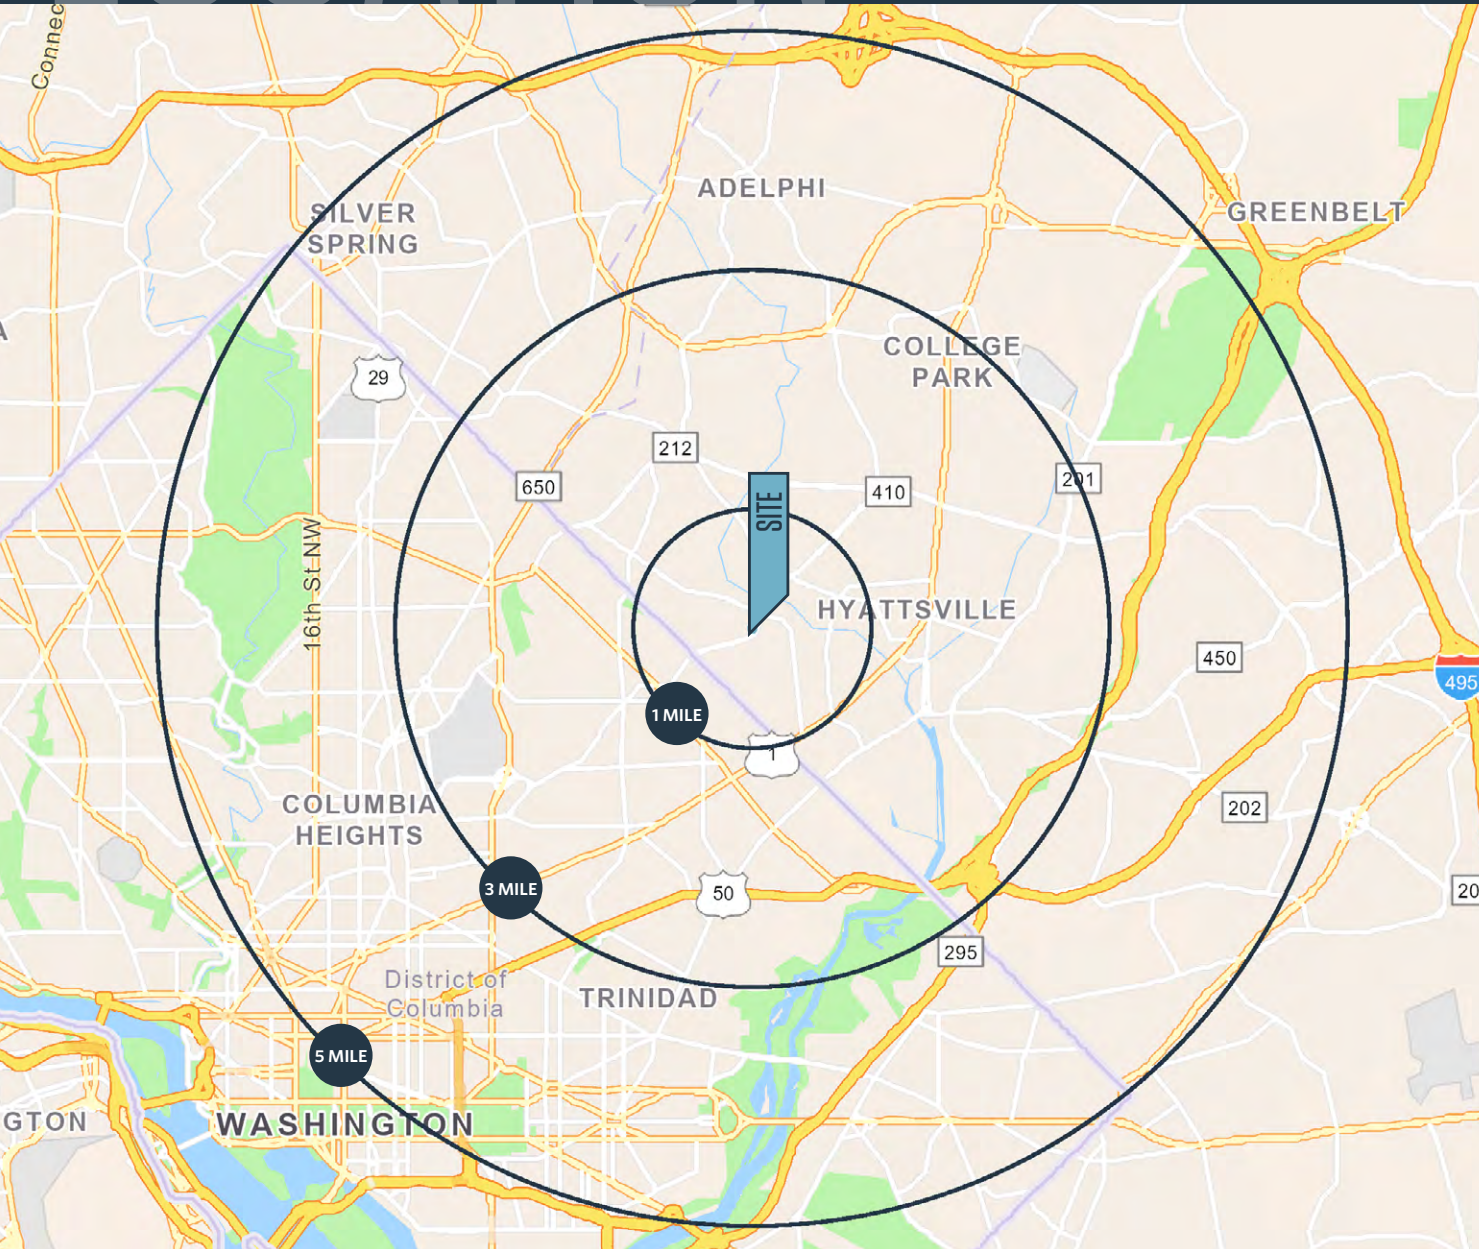 Connec
ADELPHI
SILVER
SPRING
GREENBELT
29
COLLEGE
PARK
212
650
410
201
SITE
16th St NW
HYATTSVILLE
450
495
1 MILE
1
COLUMBIA
HEIGHTS
202
3 MILE
50
20
295
District of
Columbia
TRINIDAD
5 MILE
GTON
WASHINGTON